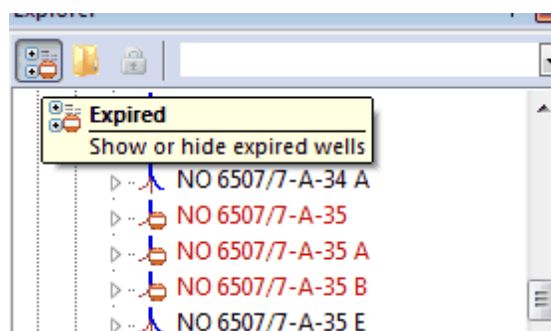 Explorer
Expired
Show or hide expired wells
NO 6507/7-A-34 A
NO 6507/7-A-35
NO 6507/7-A-35 A
NO 6507/7-A-35 B
NO 6507/7-A-35 E